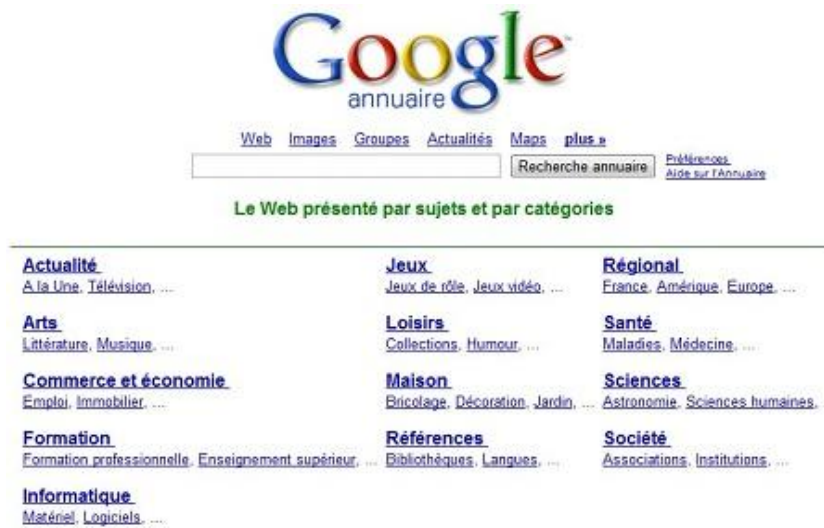 Google™
annuaire
Web Images Groupes Actualités Maps plus »
Recherche annuaire
Préférences
Aide sur l'Annuaire
Le Web présenté par sujets et par catégories
Actualité
A la Une, Télévision, ...
Arts
Littérature, Musique, ...
Commerce et économie
Emploi, Immobilier, ...
Formation
Formation professionnelle, Enseignement supérieur, ...
Informatique
Matériel, Logiciels, ...
Jeux
Jeux de rôle, Jeux vidéo, ...
Loisirs
Collections, Humour, ...
Maison
Bricolage, Décoration, Jardin, ...
Références
Bibliothèques, Langues, ...
Régional
France, Amérique, Europe, ...
Santé
Maladies, Médecine, ...
Sciences
Astronomie, Sciences humaines,
Société
Associations, Institutions, ...